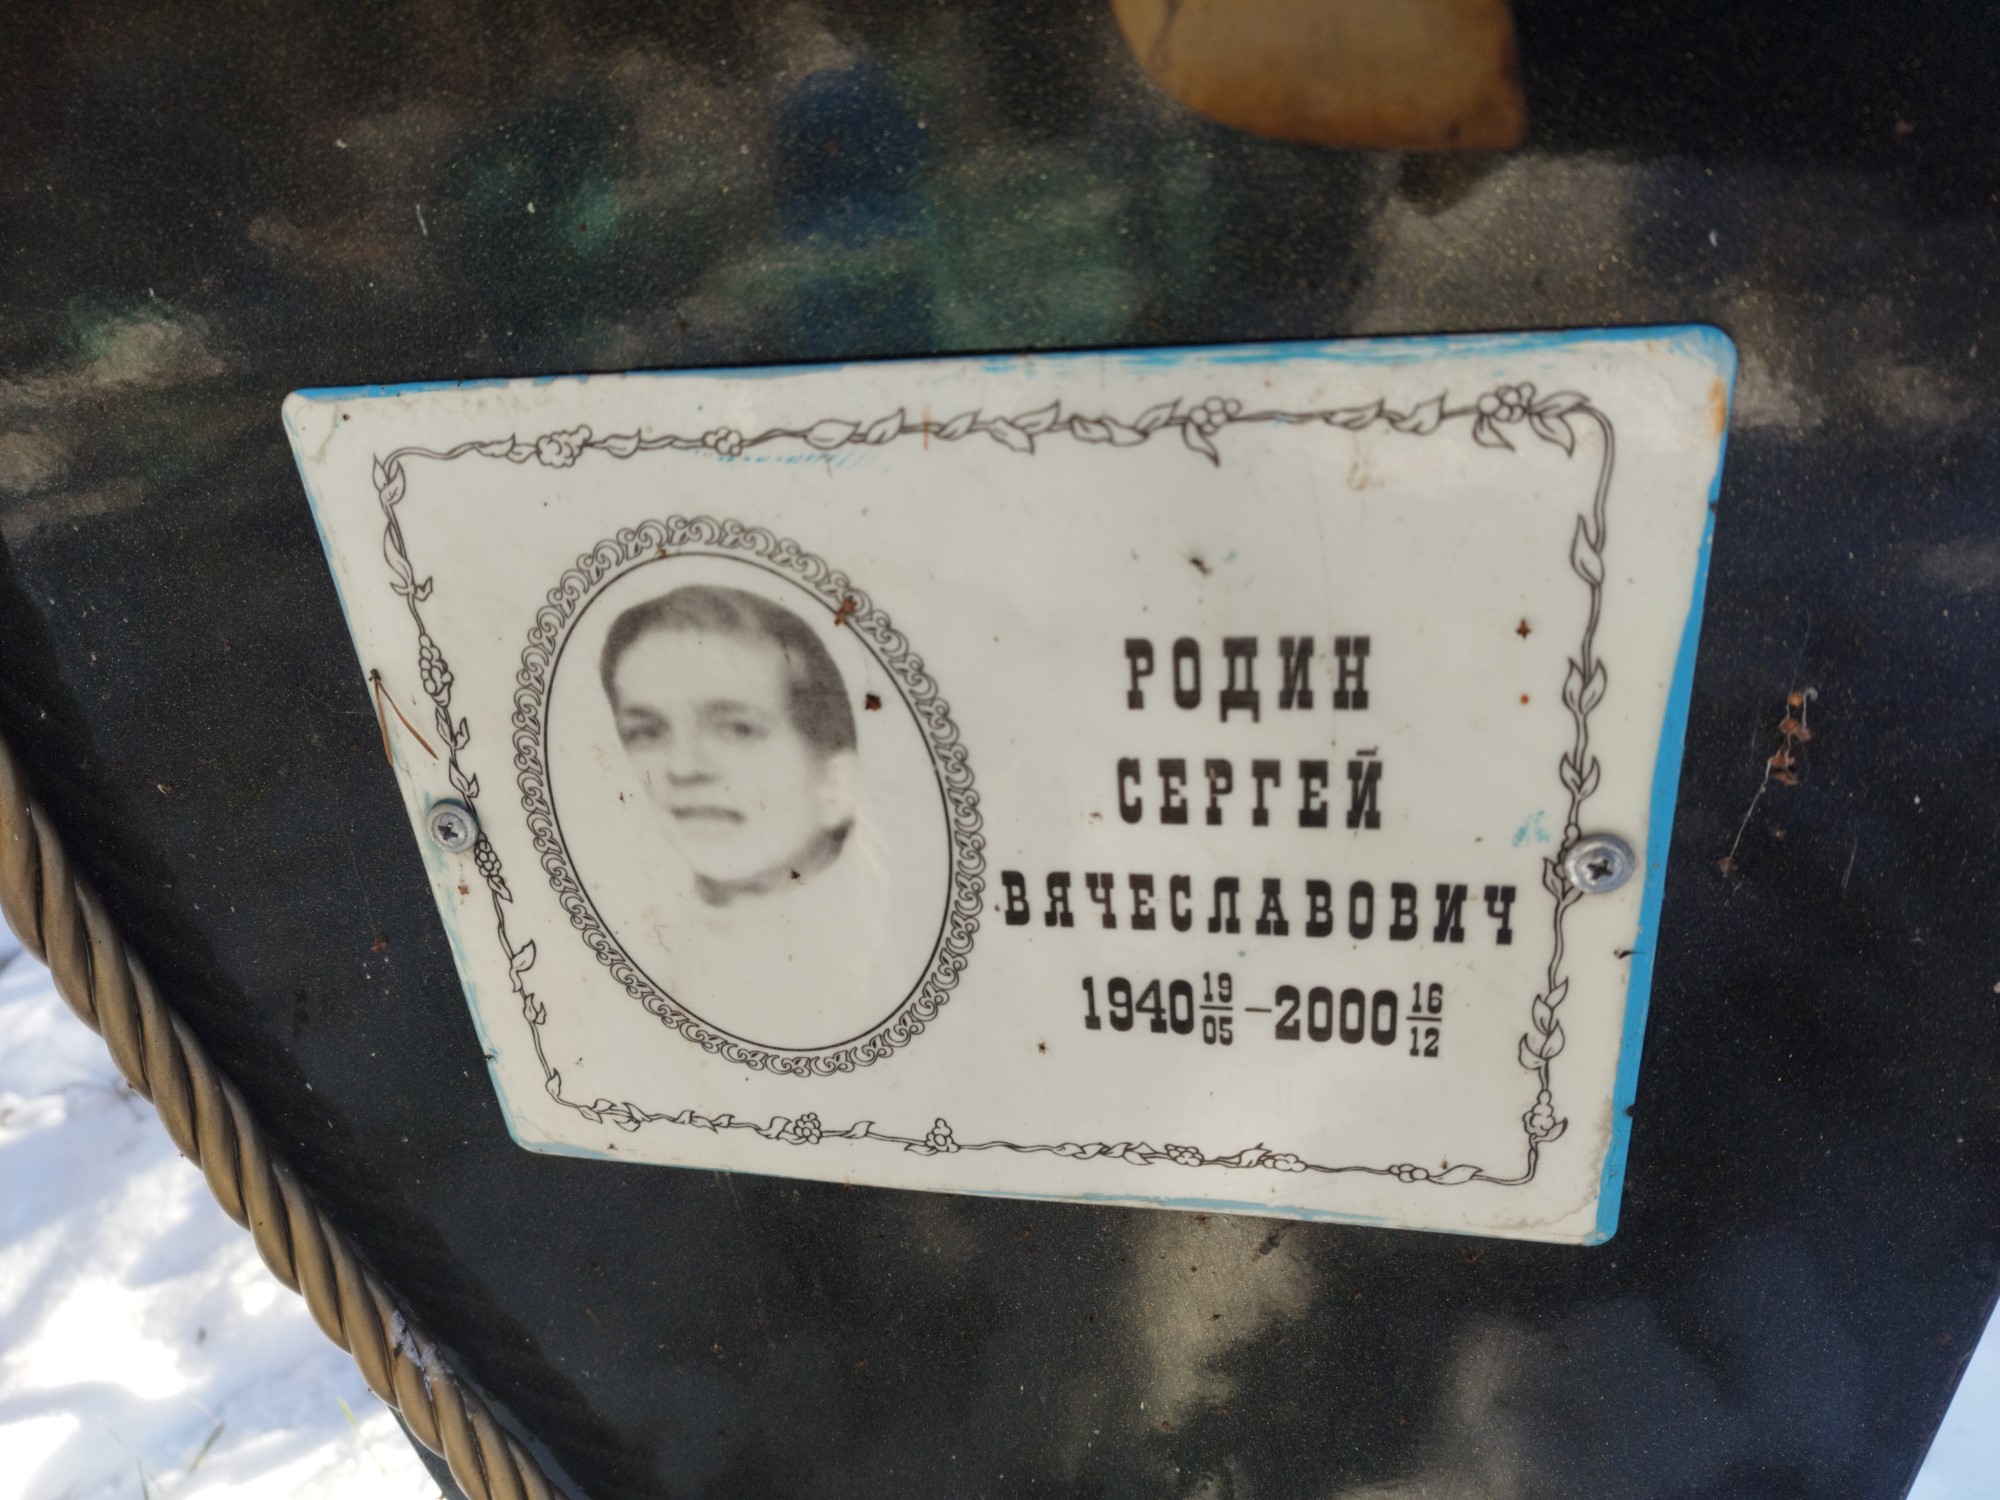 РОДИН
СЕРГЕЙ
ВЯЧЕСЛАВОВИЧ
1940 19/05 – 2000 16/12